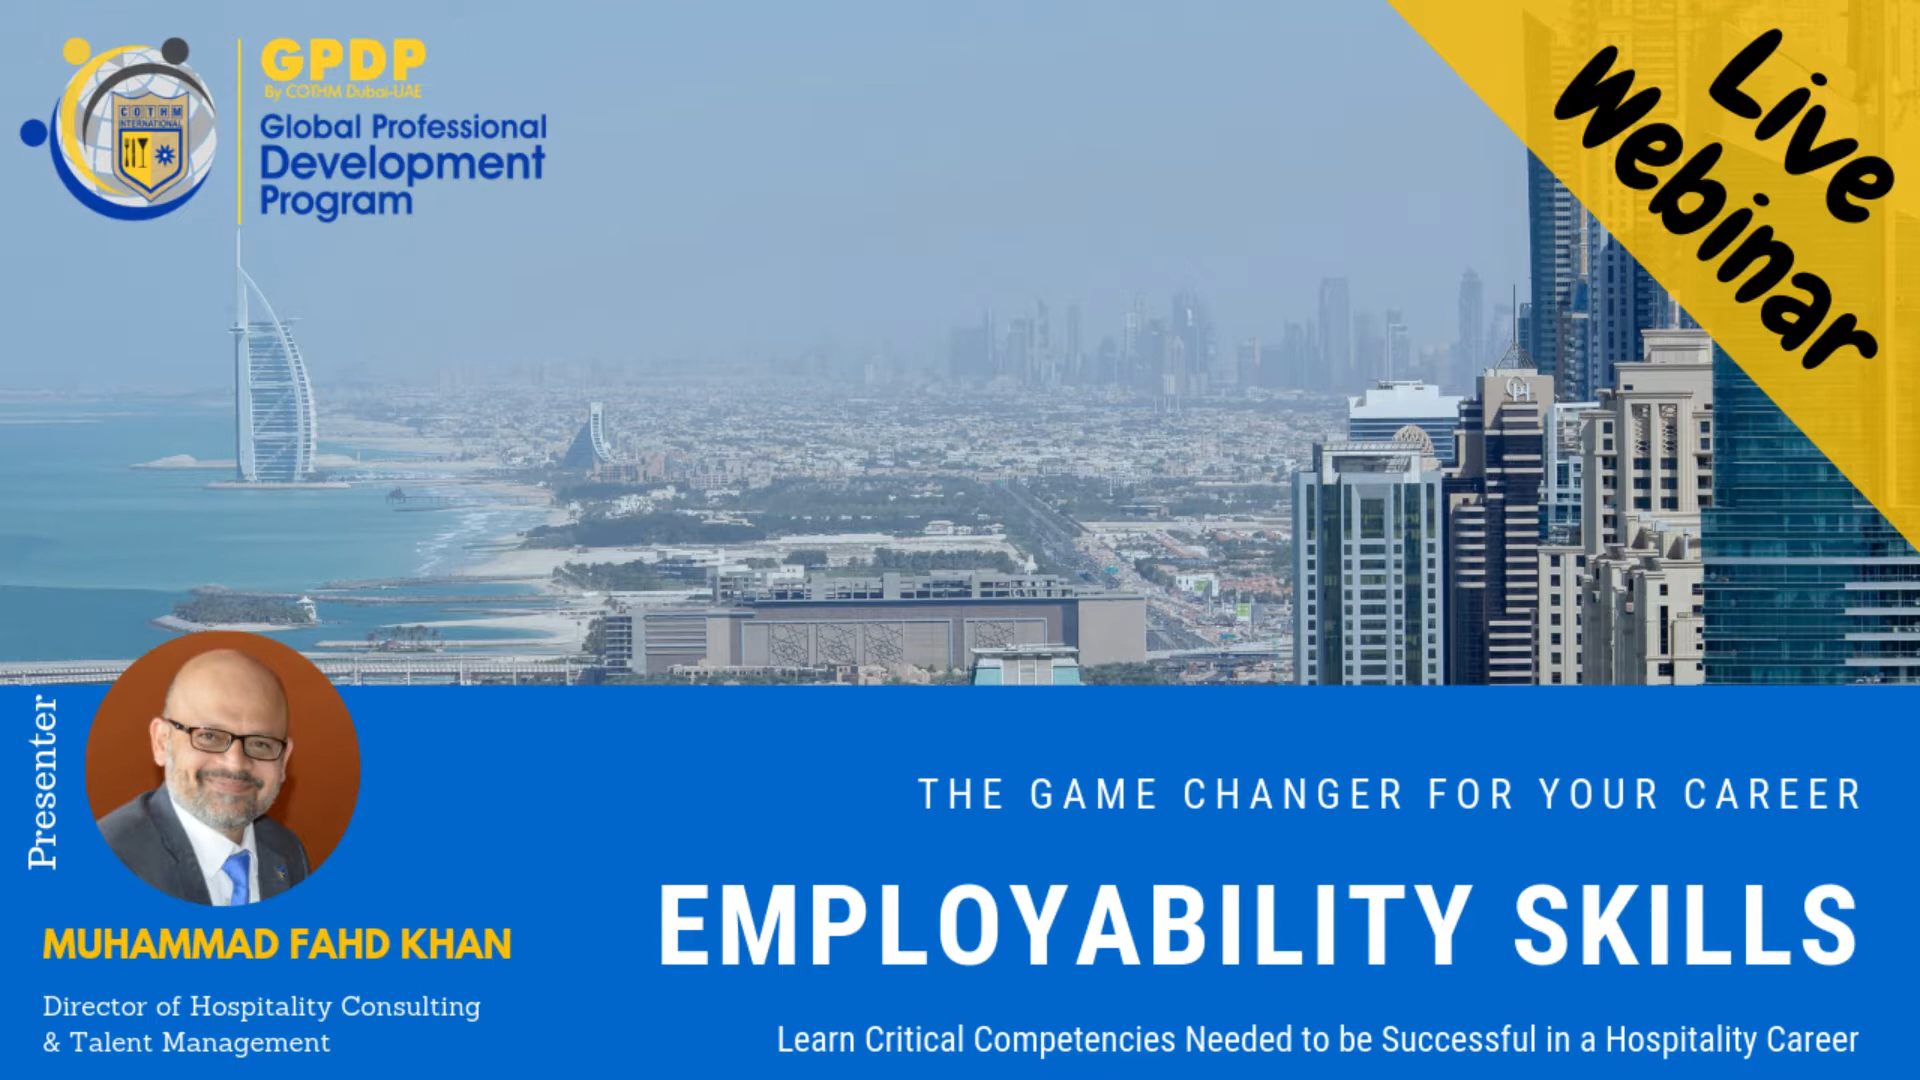 GPDP
By COTHM Dubai-UAE
Global Professional
Development
Program
COTHM
INTERNATIONAL
Live
Webinar
Presenter
MUHAMMAD FAHD KHAN
Director of Hospitality Consulting
& Talent Management
THE GAME CHANGER FOR YOUR CAREER
EMPLOYABILITY SKILLS
Learn Critical Competencies Needed to be Successful in a Hospitality Career